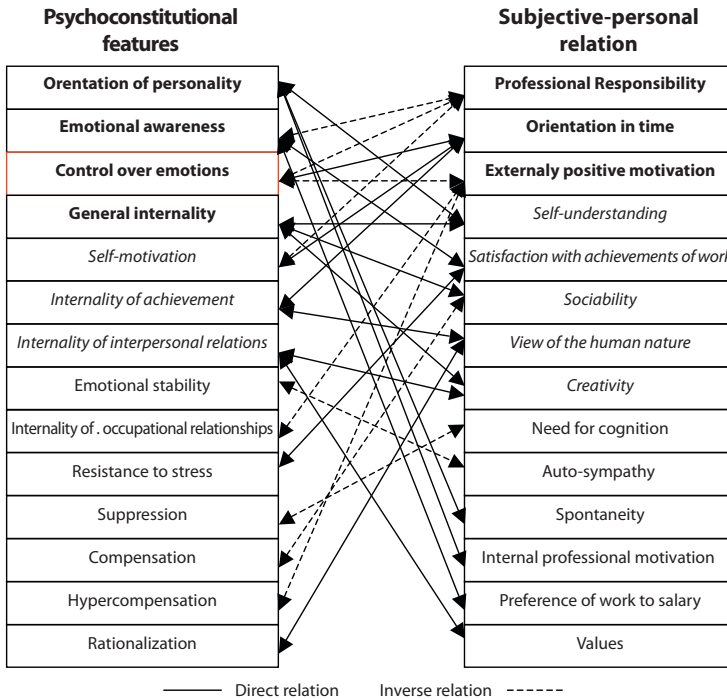 Psychoconstitutional
features
Subjective-personal
relation
Orentation of personality
Emotional awareness
Control over emotions
General internality
Self-motivation
Internality of achievement
Internality of interpersonal relations
Emotional stability
Internality of . occupational relationships
Resistance to stress
Suppression
Compensation
Hypercompensation
Rationalization
Professional Responsibility
Orientation in time
Externaly positive motivation
Self-understanding
Satisfaction with achievements of work
Sociability
View of the human nature
Creativity
Need for cognition
Auto-sympathy
Spontaneity
Internal professional motivation
Preference of work to salary
Values
Direct relation
Inverse relation